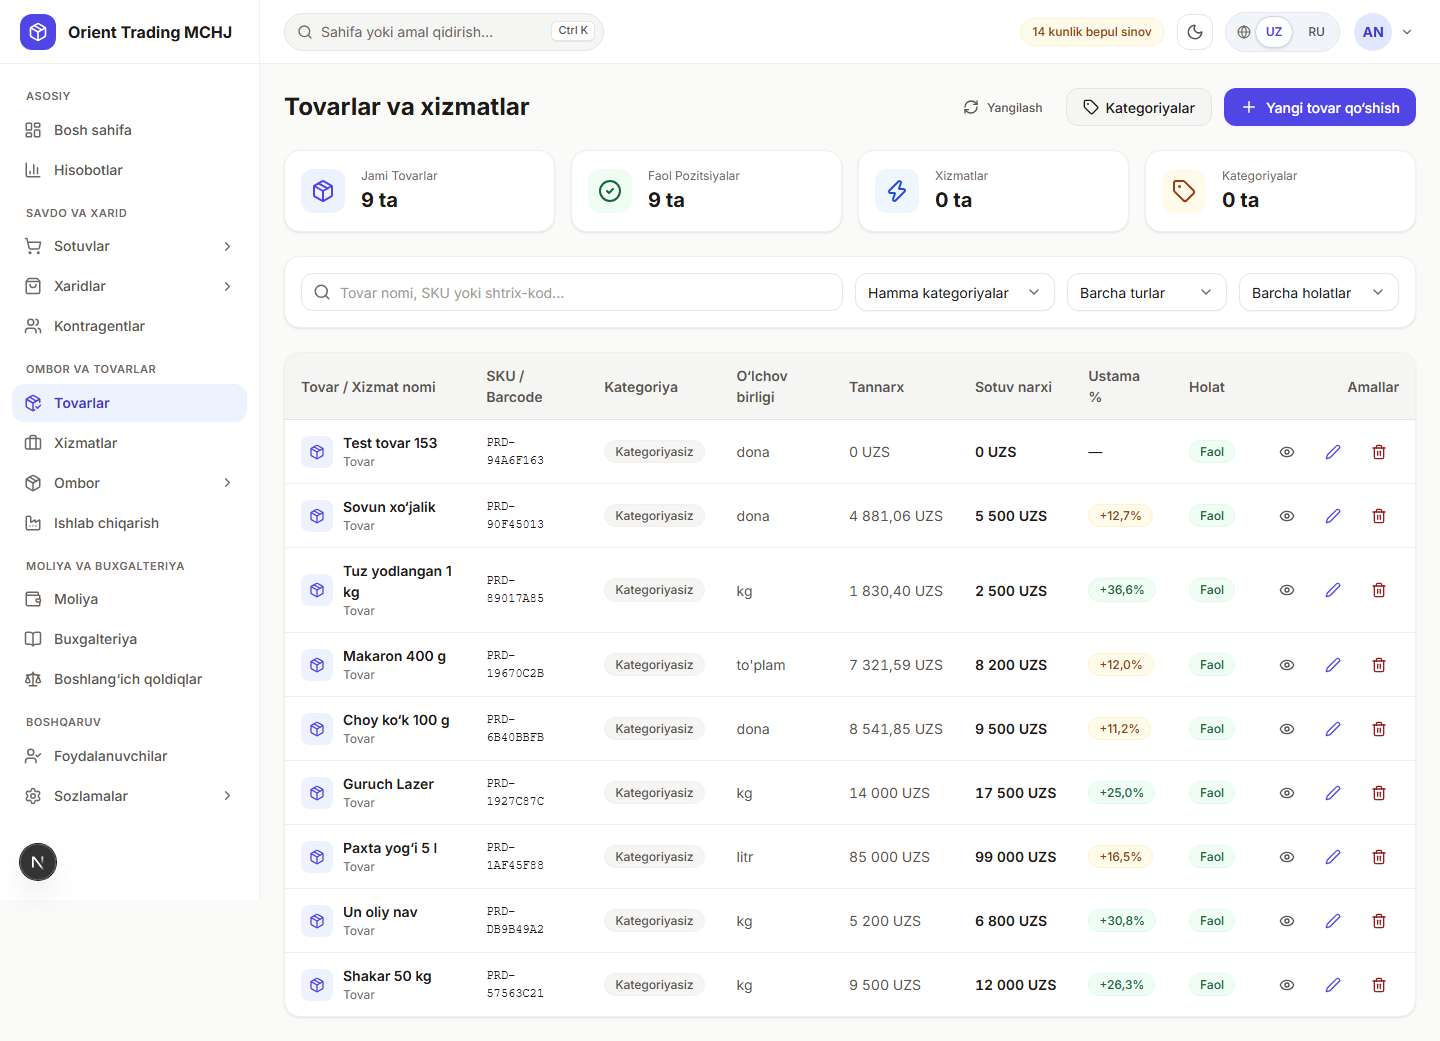 Orient Trading MCHJ
Sahifa yoki amal qidirish...
Ctrl K
14 kunlik bepul sinov
UZ
RU
AN
ASOSIY
Bosh sahifa
Hisobotlar
SAVDO VA XARID
Sotuvlar
Xaridlar
Kontragentlar
OMBOR VA TOVARLAR
Tovarlar
Xizmatlar
Ombor
Ishlab chiqarish
MOLIYA VA BUXGALTERIYA
Moliya
Buxgalteriya
Boshlang‘ich qoldiqlar
BOSHQARUV
Foydalanuvchilar
Sozlamalar
N
Tovarlar va xizmatlar
Yangilash
Kategoriyalar
Yangi tovar qo‘shish
Jami Tovarlar
9 ta
Faol Pozitsiyalar
9 ta
Xizmatlar
0 ta
Kategoriyalar
0 ta
Tovar nomi, SKU yoki shtrix-kod...
Hamma kategoriyalar
Barcha turlar
Barcha holatlar
Tovar / Xizmat nomi
SKU /
Barcode
Kategoriya
O‘lchov
birligi
Tannarx
Sotuv narxi
Ustama
%
Holat
Amallar
Test tovar 153
Tovar
PRD-
94A6F163
Kategoriyasiz
dona
0 UZS
0 UZS
—
Faol
Sovun xo‘jalik
Tovar
PRD-
90F45013
Kategoriyasiz
dona
4 881,06 UZS
5 500 UZS
+12,7%
Faol
Tuz yodlangan 1
kg
Tovar
PRD-
89017A85
Kategoriyasiz
kg
1 830,40 UZS
2 500 UZS
+36,6%
Faol
Makaron 400 g
Tovar
PRD-
19670C2B
Kategoriyasiz
to'plam
7 321,59 UZS
8 200 UZS
+12,0%
Faol
Choy ko‘k 100 g
Tovar
PRD-
6B40BBFB
Kategoriyasiz
dona
8 541,85 UZS
9 500 UZS
+11,2%
Faol
Guruch Lazer
Tovar
PRD-
1927C87C
Kategoriyasiz
kg
14 000 UZS
17 500 UZS
+25,0%
Faol
Paxta yog‘i 5 l
Tovar
PRD-
1AF45F88
Kategoriyasiz
litr
85 000 UZS
99 000 UZS
+16,5%
Faol
Un oliy nav
Tovar
PRD-
DB9B49A2
Kategoriyasiz
kg
5 200 UZS
6 800 UZS
+30,8%
Faol
Shakar 50 kg
Tovar
PRD-
57563C21
Kategoriyasiz
kg
9 500 UZS
12 000 UZS
+26,3%
Faol